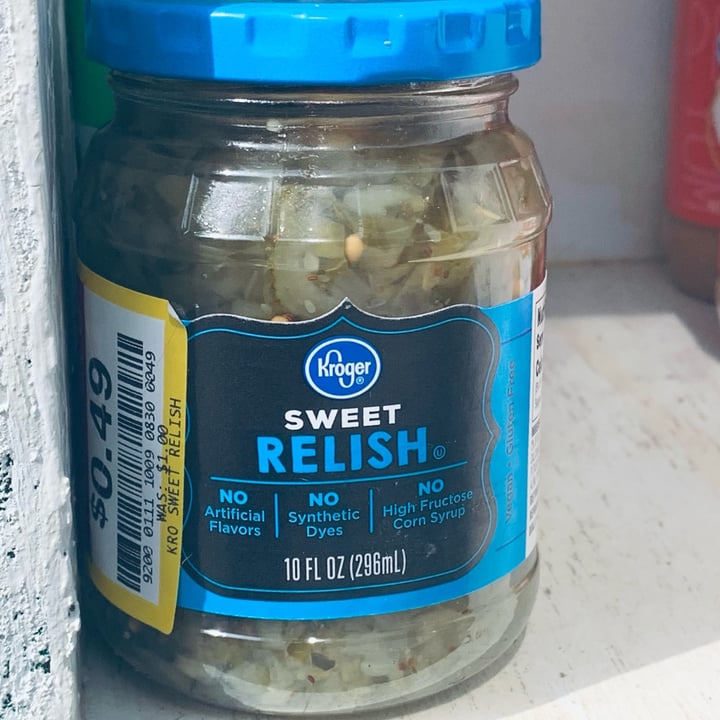 Kröger
®
SWEET
RELISH Ⓤ
NO
Artificial
Flavors
NO
Synthetic
Dyes
NO
High Fructose
Corn Syrup
10 FL OZ (296mL)
Vegan - Gluten Free
$0.49
9200 0111 1009 0830 0049
WAS: $1.00
KRO SWEET RELISH